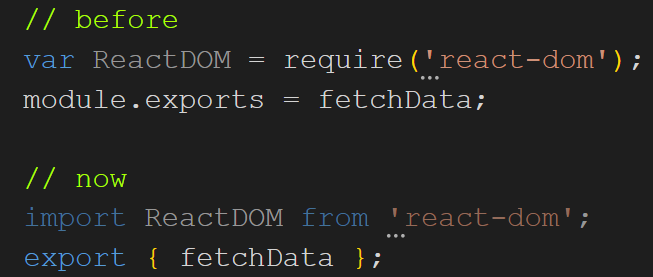 // before
var ReactDOM = require('react-dom');
module.exports = fetchData;
// now
import ReactDOM from 'react-dom';
export { fetchData };